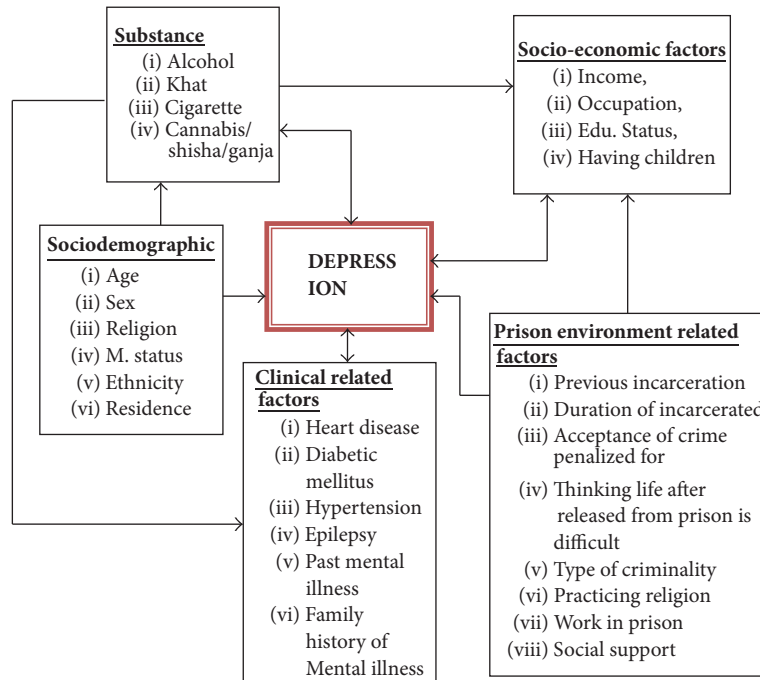 Substance
(i) Alcohol
(ii) Khat
(iii) Cigarette
(iv) Cannabis/
shisha/ganja
Socio-economic factors
(i) Income,
(ii) Occupation,
(iii) Edu. Status,
(iv) Having children
Sociodemographic
(i) Age
(ii) Sex
(iii) Religion
(iv) M. status
(v) Ethnicity
(vi) Residence
DEPRESS
ION
Clinical related
factors
(i) Heart disease
(ii) Diabetic
mellitus
(iii) Hypertension
(iv) Epilepsy
(v) Past mental
illness
(vi) Family
history of
Mental illness
Prison environment related
factors
(i) Previous incarceration
(ii) Duration of incarcerated
(iii) Acceptance of crime
penalized for
(iv) Thinking life after
released from prison is
difficult
(v) Type of criminality
(vi) Practicing religion
(vii) Work in prison
(viii) Social support